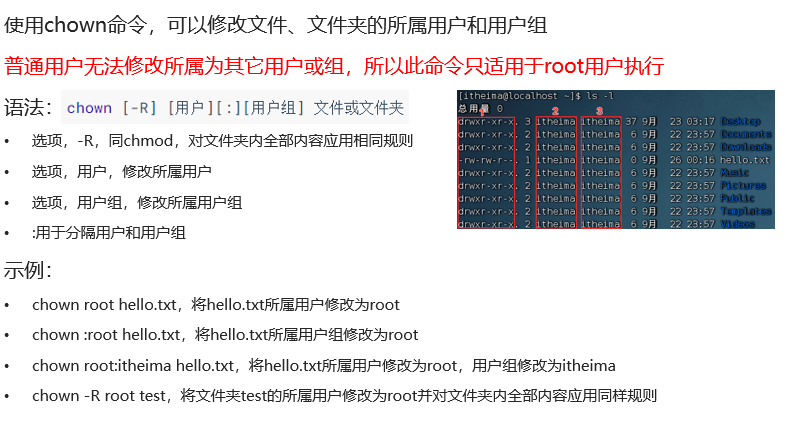 使用chown命令，可以修改文件、文件夹的所属用户和用户组
普通用户无法修改所属为其它用户或组，所以此命令只适用于root用户执行
语法：chown [-R] [用户][:][用户组] 文件或文件夹
• 选项，-R，同chmod，对文件夹内全部内容应用相同规则
• 选项，用户，修改所属用户
• 选项，用户组，修改所属用户组
• :用于分隔用户和用户组
[itheima@localhost ~]$ ls -l
总用量 0
1 2 3
drwxr-xr-x. 3 itheima itheima 37 9月 23 03:17 Desktop
drwxr-xr-x. 2 itheima itheima 6 9月 22 23:57 Documents
drwxr-xr-x. 2 itheima itheima 6 9月 22 23:57 Downloads
-rw-rw-r--. 1 itheima itheima 0 9月 26 00:16 hello.txt
drwxr-xr-x. 2 itheima itheima 6 9月 22 23:57 Music
drwxr-xr-x. 2 itheima itheima 6 9月 22 23:57 Pictures
drwxr-xr-x. 2 itheima itheima 6 9月 22 23:57 Public
drwxr-xr-x. 2 itheima itheima 6 9月 22 23:57 Templates
drwxr-xr-x. 2 itheima itheima 6 9月 22 23:57 Videos
示例：
• chown root hello.txt，将hello.txt所属用户修改为root
• chown :root hello.txt，将hello.txt所属用户组修改为root
• chown root:itheima hello.txt，将hello.txt所属用户修改为root，用户组修改为itheima
• chown -R root test，将文件夹test的所属用户修改为root并对文件夹内全部内容应用同样规则